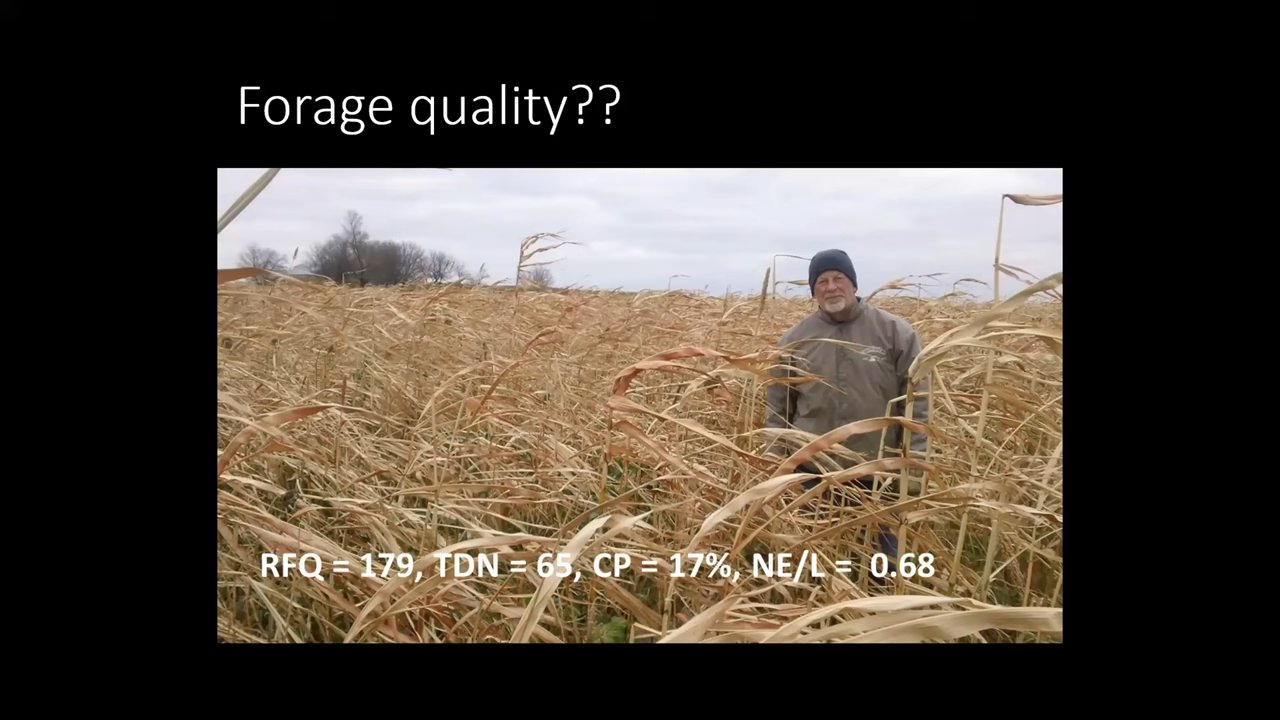 Forage quality??
RFQ = 179, TDN = 65, CP = 17%, NE/L = 0.68